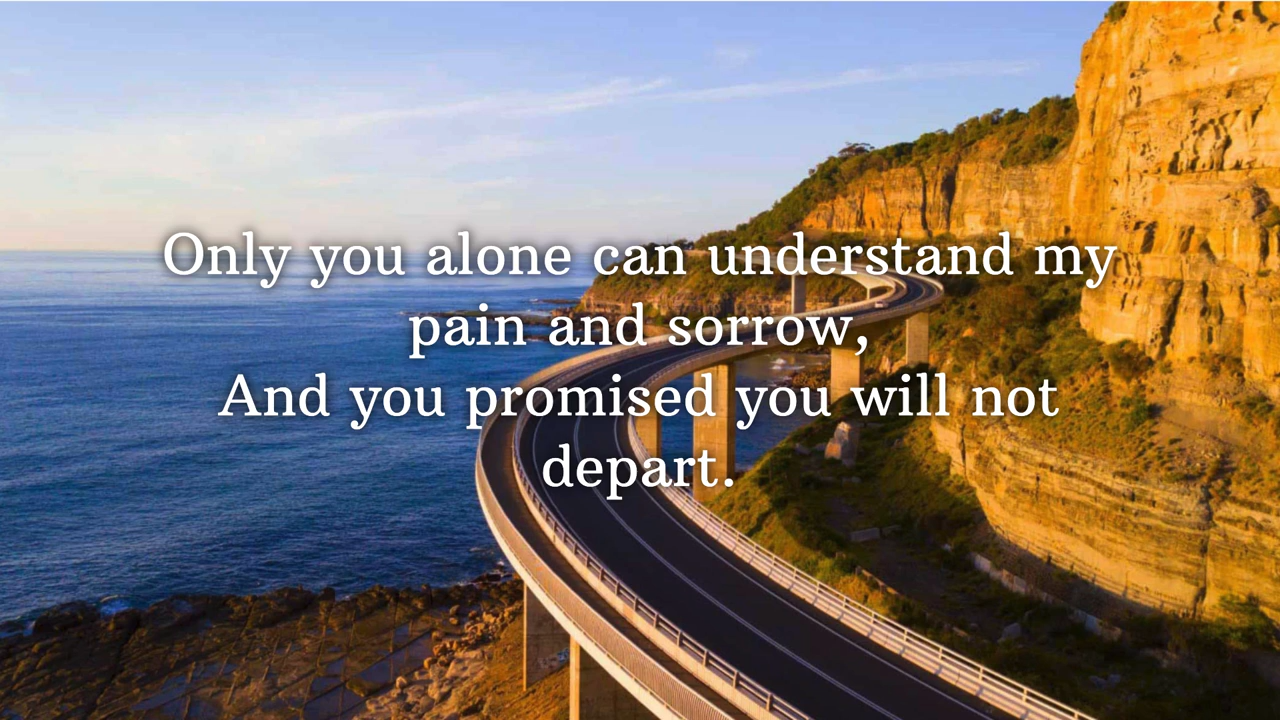 Only you alone can understand my
pain and sorrow,
And you promised you will not
depart.